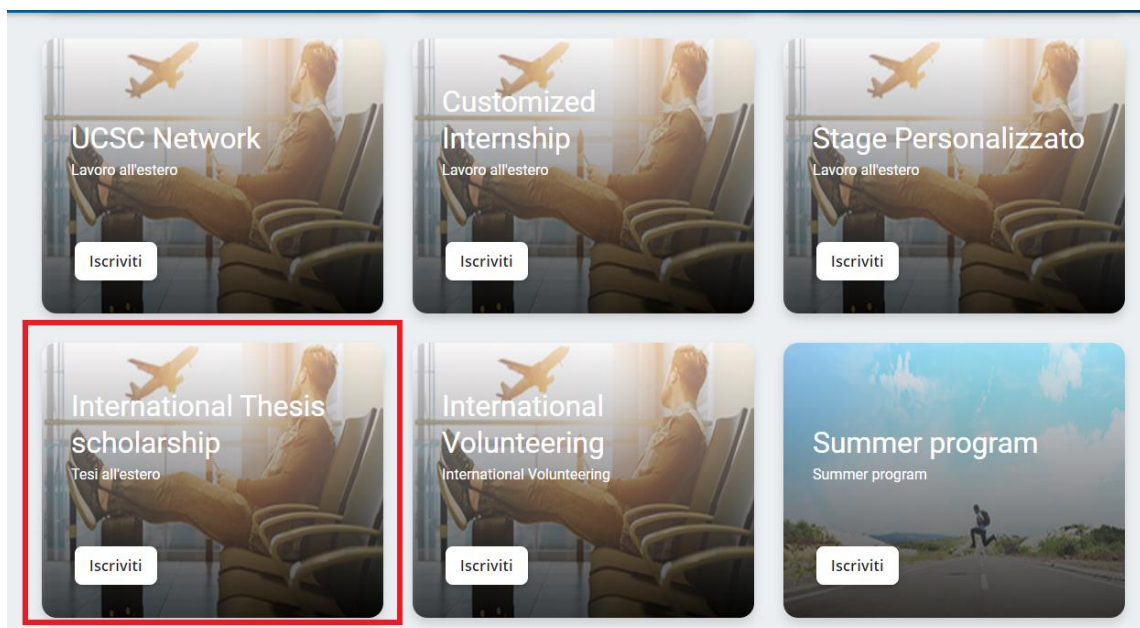 UCSC Network
Lavoro all'estero
Iscriviti
Customized
Internship
Lavoro all'estero
Iscriviti
Stage Personalizzato
Lavoro all'estero
Iscriviti
International Thesis
scholarship
Tesi all'estero
Iscriviti
International
Volunteering
International Volunteering
Iscriviti
Summer program
Summer program
Iscriviti